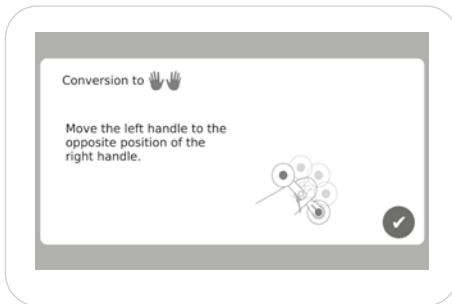 Conversion to
Move the left handle to the
opposite position of the
right handle.